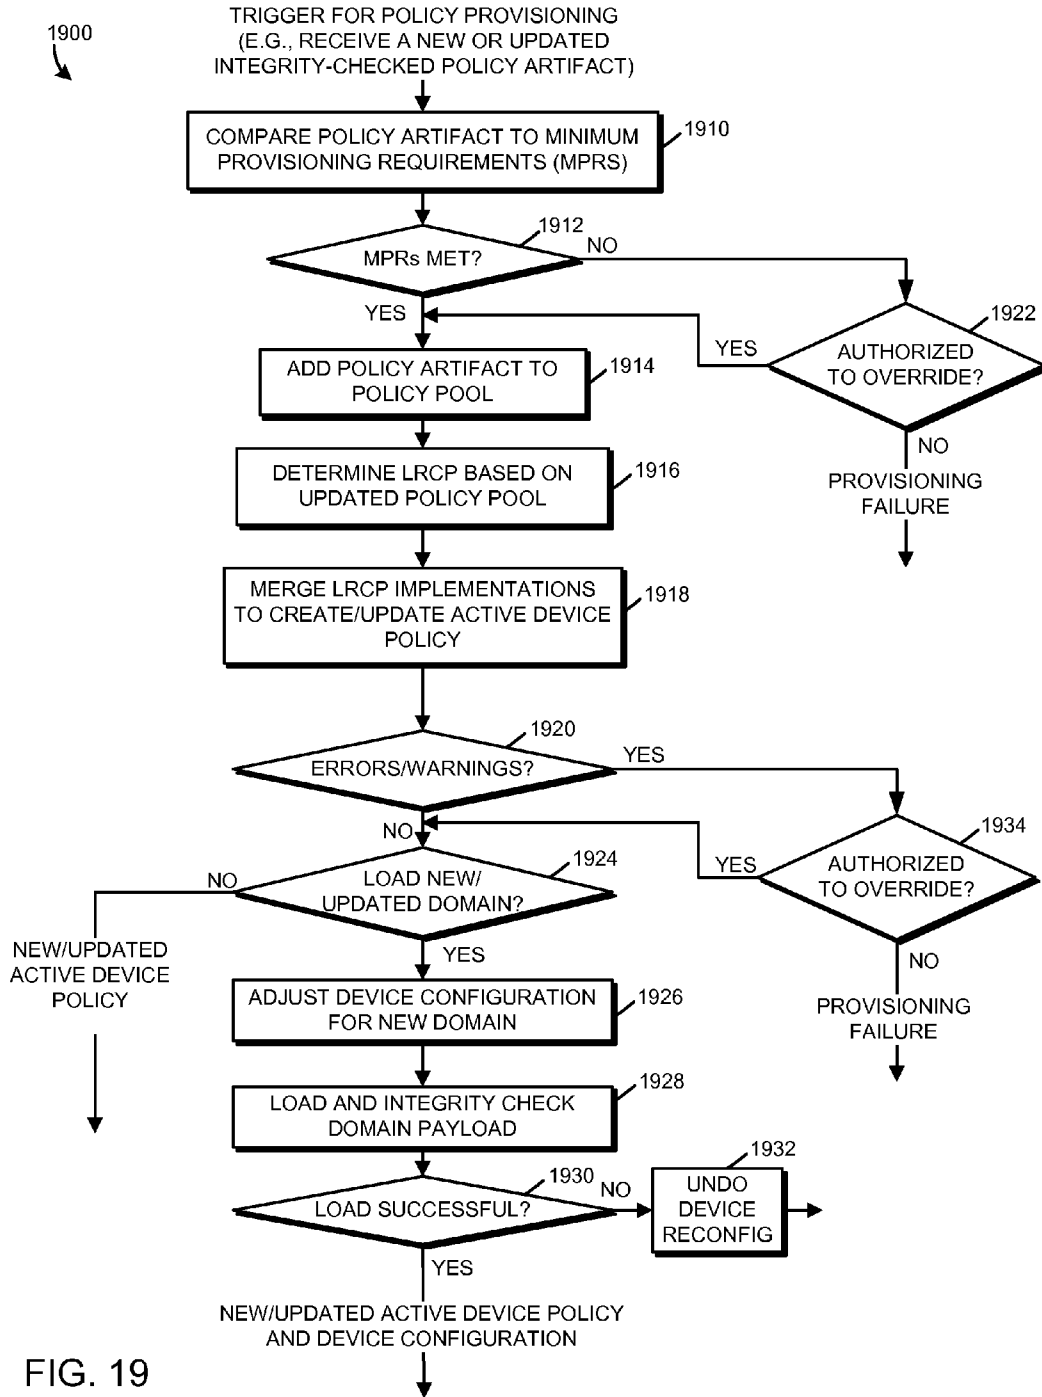 1900
TRIGGER FOR POLICY PROVISIONING
(E.G., RECEIVE A NEW OR UPDATED
INTEGRITY-CHECKED POLICY ARTIFACT)
COMPARE POLICY ARTIFACT TO MINIMUM
PROVISIONING REQUIREMENTS (MPRS)
1910
MPRs MET?
1912
NO
YES
AUTHORIZED
TO OVERRIDE?
1922
YES
NO
PROVISIONING
FAILURE
ADD POLICY ARTIFACT TO
POLICY POOL
1914
DETERMINE LRCP BASED ON
UPDATED POLICY POOL
1916
MERGE LRCP IMPLEMENTATIONS
TO CREATE/UPDATE ACTIVE DEVICE
POLICY
1918
ERRORS/WARNINGS?
1920
YES
NO
AUTHORIZED
TO OVERRIDE?
1934
YES
NO
PROVISIONING
FAILURE
LOAD NEW/
UPDATED DOMAIN?
1924
NO
NEW/UPDATED
ACTIVE DEVICE
POLICY
YES
ADJUST DEVICE CONFIGURATION
FOR NEW DOMAIN
1926
LOAD AND INTEGRITY CHECK
DOMAIN PAYLOAD
1928
LOAD SUCCESSFUL?
1930
NO
UNDO
DEVICE
RECONFIG
1932
YES
NEW/UPDATED ACTIVE DEVICE POLICY
AND DEVICE CONFIGURATION
FIG. 19